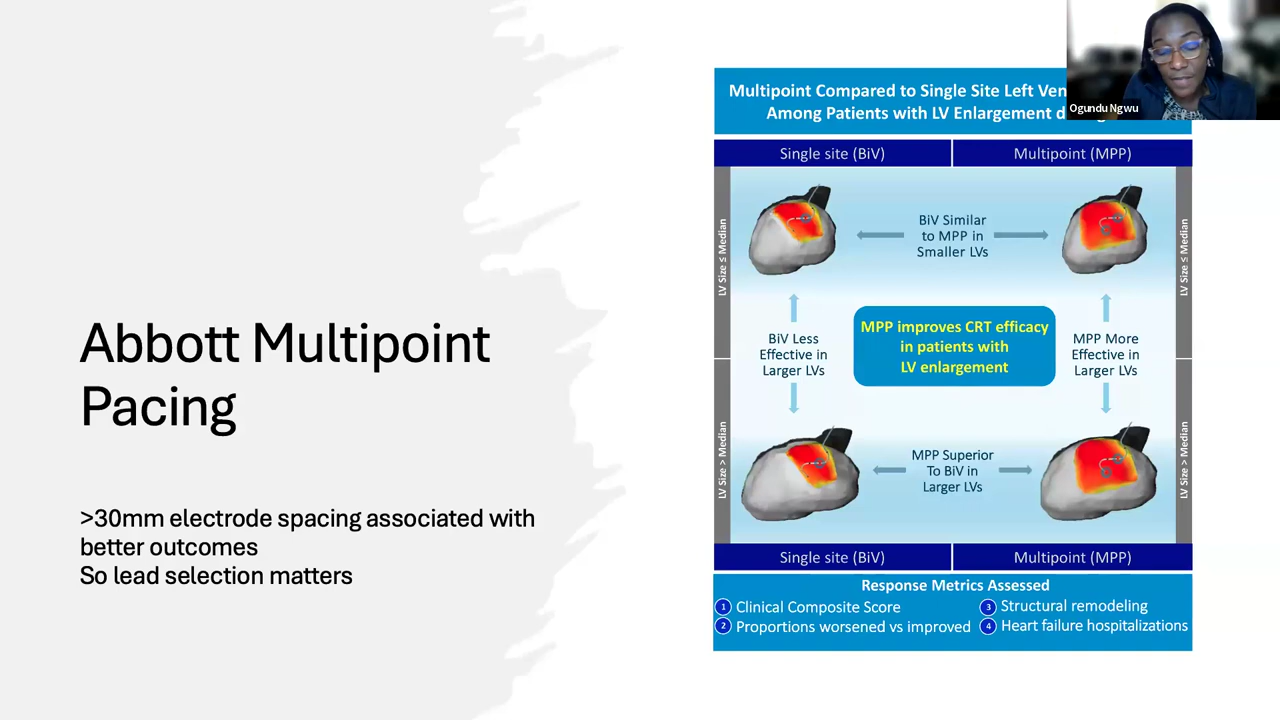 Abbott Multipoint
Pacing
>30mm electrode spacing associated with
better outcomes
So lead selection matters
Multipoint Compared to Single Site Left
Among Patients with LV Enlargement
Ogundu Ngwu
Single site (BiV)
Multipoint (MPP)
LV Size ≤ Median
BiV Similar
to MPP in
Smaller LVs
LV Size ≤ Median
BiV Less
Effective in
Larger LVs
MPP improves CRT efficacy
in patients with
LV enlargement
MPP More
Effective in
Larger LVs
LV Size > Median
MPP Superior
To BiV in
Larger LVs
LV Size > Median
Single site (BiV)
Multipoint (MPP)
Response Metrics Assessed
1 Clinical Composite Score
2 Proportions worsened vs improved
3 Structural remodeling
4 Heart failure hospitalizations